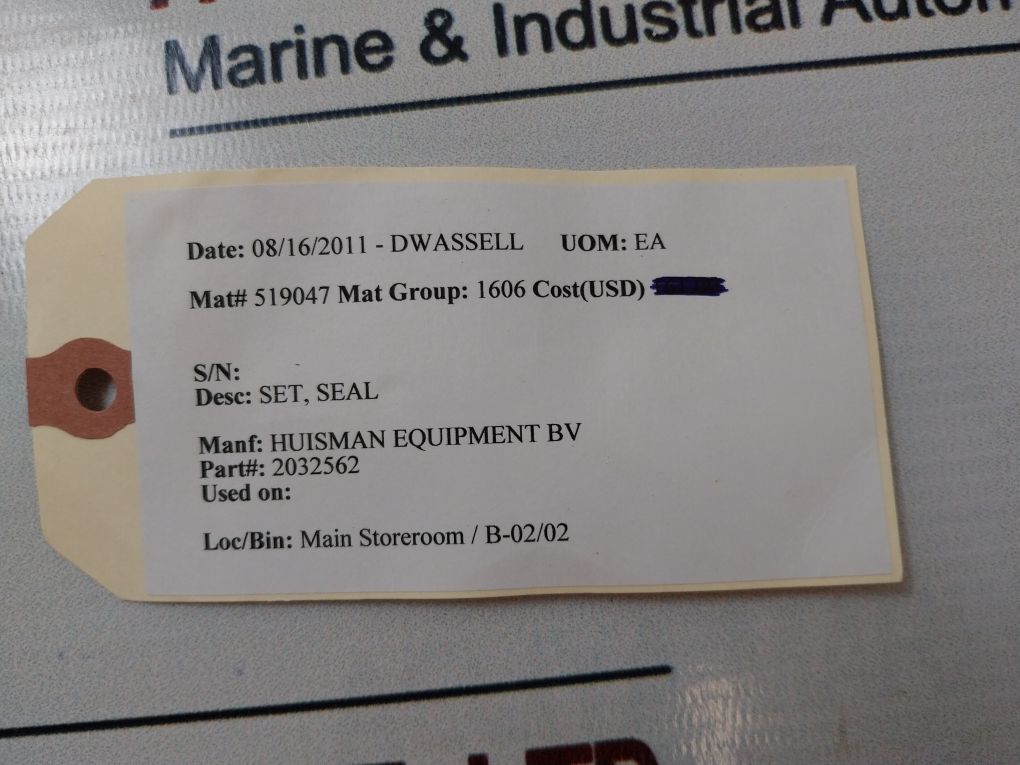 Marine & Industrial
Date: 08/16/2011 - DWASSELL UOM: EA
Mat# 519047 Mat Group: 1606 Cost(USD)
S/N:
Desc: SET, SEAL
Manf: HUISMAN EQUIPMENT BV
Part#: 2032562
Used on:
Loc/Bin: Main Storeroom / B-02/02